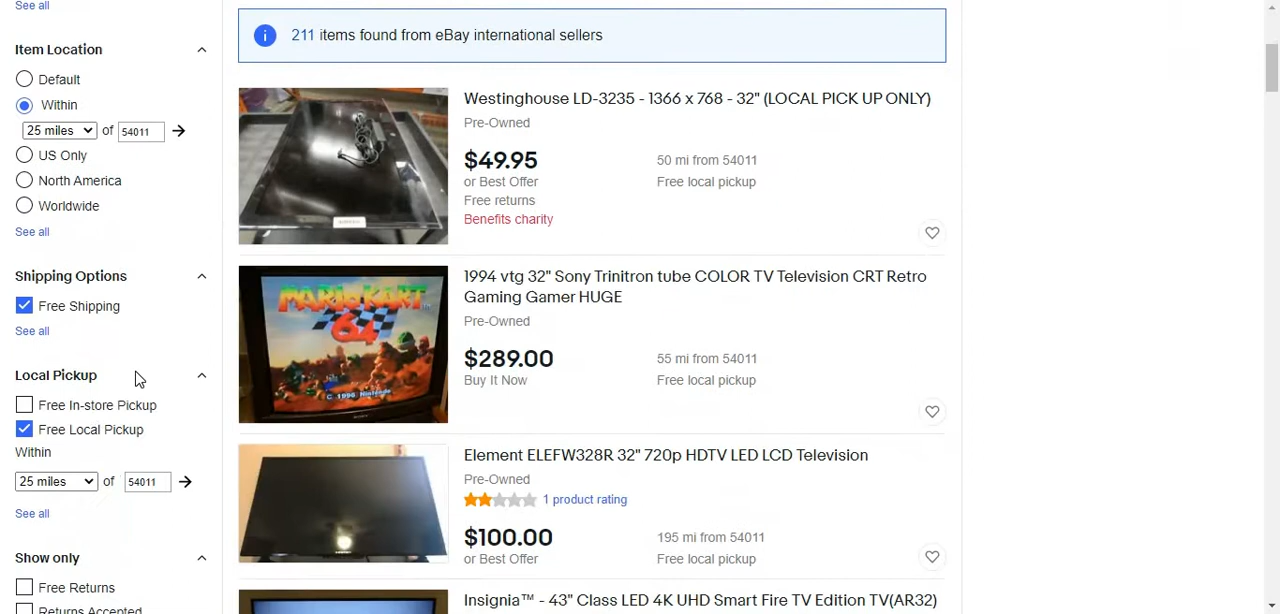 See all
Item Location
Default
Within
25 miles of 54011
US Only
North America
Worldwide
See all
Shipping Options
Free Shipping
See all
Local Pickup
Free In-store Pickup
Free Local Pickup
Within
25 miles of 54011
See all
Show only
Free Returns
Returns Accepted
211 items found from eBay international sellers
Westinghouse LD-3235 - 1366 x 768 - 32" (LOCAL PICK UP ONLY)
Pre-Owned
$49.95
50 mi from 54011
or Best Offer
Free local pickup
Free returns
Benefits charity
MARIO KART
64
© 1996 Nintendo
1994 vtg 32" Sony Trinitron tube COLOR TV Television CRT Retro
Gaming Gamer HUGE
Pre-Owned
$289.00
55 mi from 54011
Buy It Now
Free local pickup
Element ELEFW328R 32" 720p HDTV LED LCD Television
Pre-Owned
1 product rating
$100.00
195 mi from 54011
or Best Offer
Free local pickup
Insignia™ - 43" Class LED 4K UHD Smart Fire TV Edition TV(AR32)